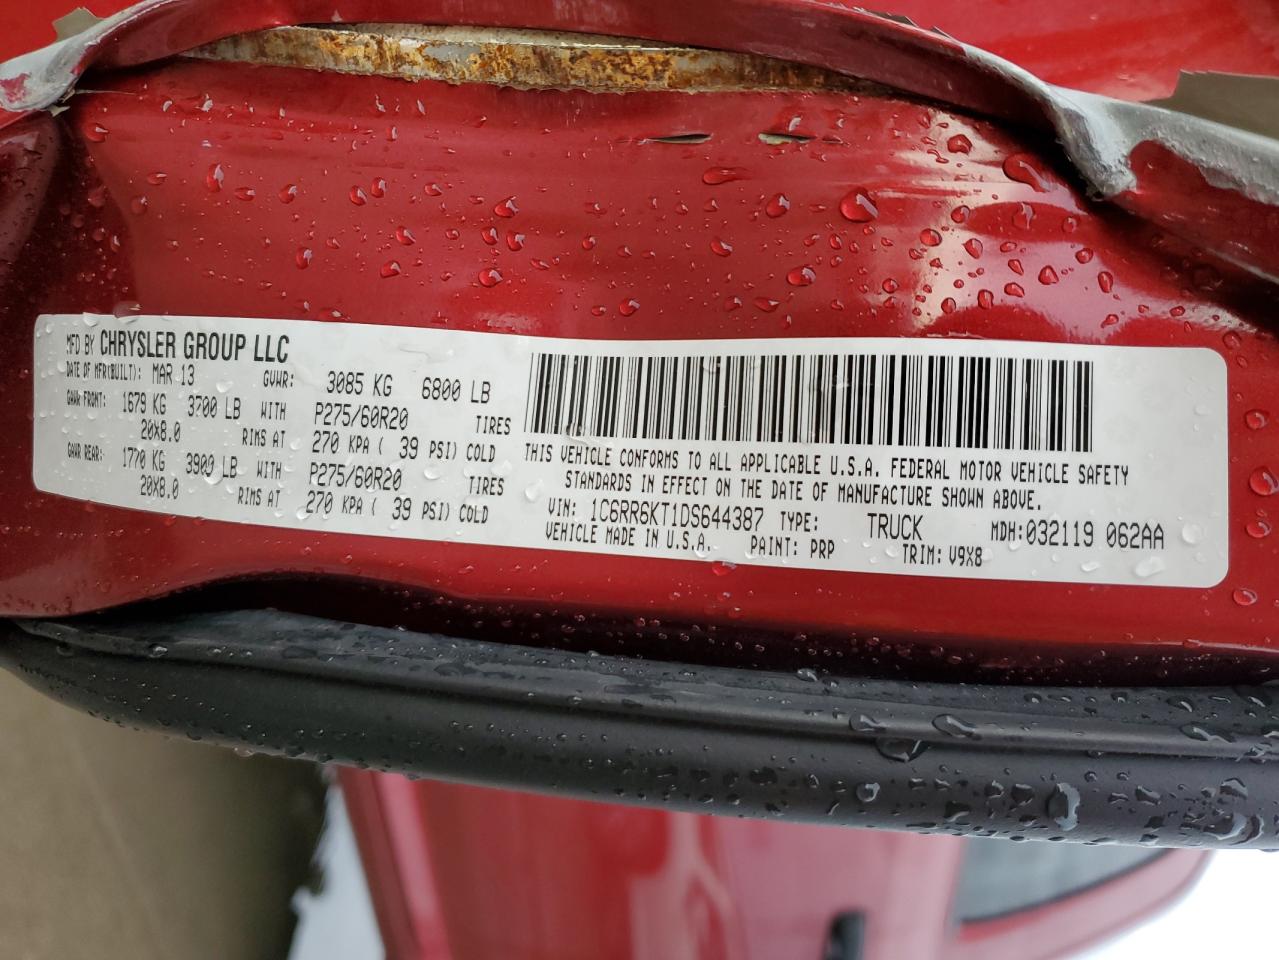 MFD BY CHRYSLER GROUP LLC
DATE OF MFR(BUILT): MAR 13 GVWR: 3085 KG 6800 LB
GAWR FRONT: 1679 KG 3700 LB WITH P275/60R20 TIRES
20X8.0 RIMS AT 270 KPA ( 39 PSI) COLD
GAWR REAR: 1770 KG 3900 LB WITH P275/60R20 TIRES
20X8.0 RIMS AT 270 KPA ( 39 PSI) COLD
THIS VEHICLE CONFORMS TO ALL APPLICABLE U.S.A. FEDERAL MOTOR VEHICLE SAFETY
STANDARDS IN EFFECT ON THE DATE OF MANUFACTURE SHOWN ABOVE.
VIN: 1C6RR6KT1DS644387 TYPE: TRUCK MDH:032119 062AA
VEHICLE MADE IN U.S.A. PAINT: PRP TRIM: V9X8